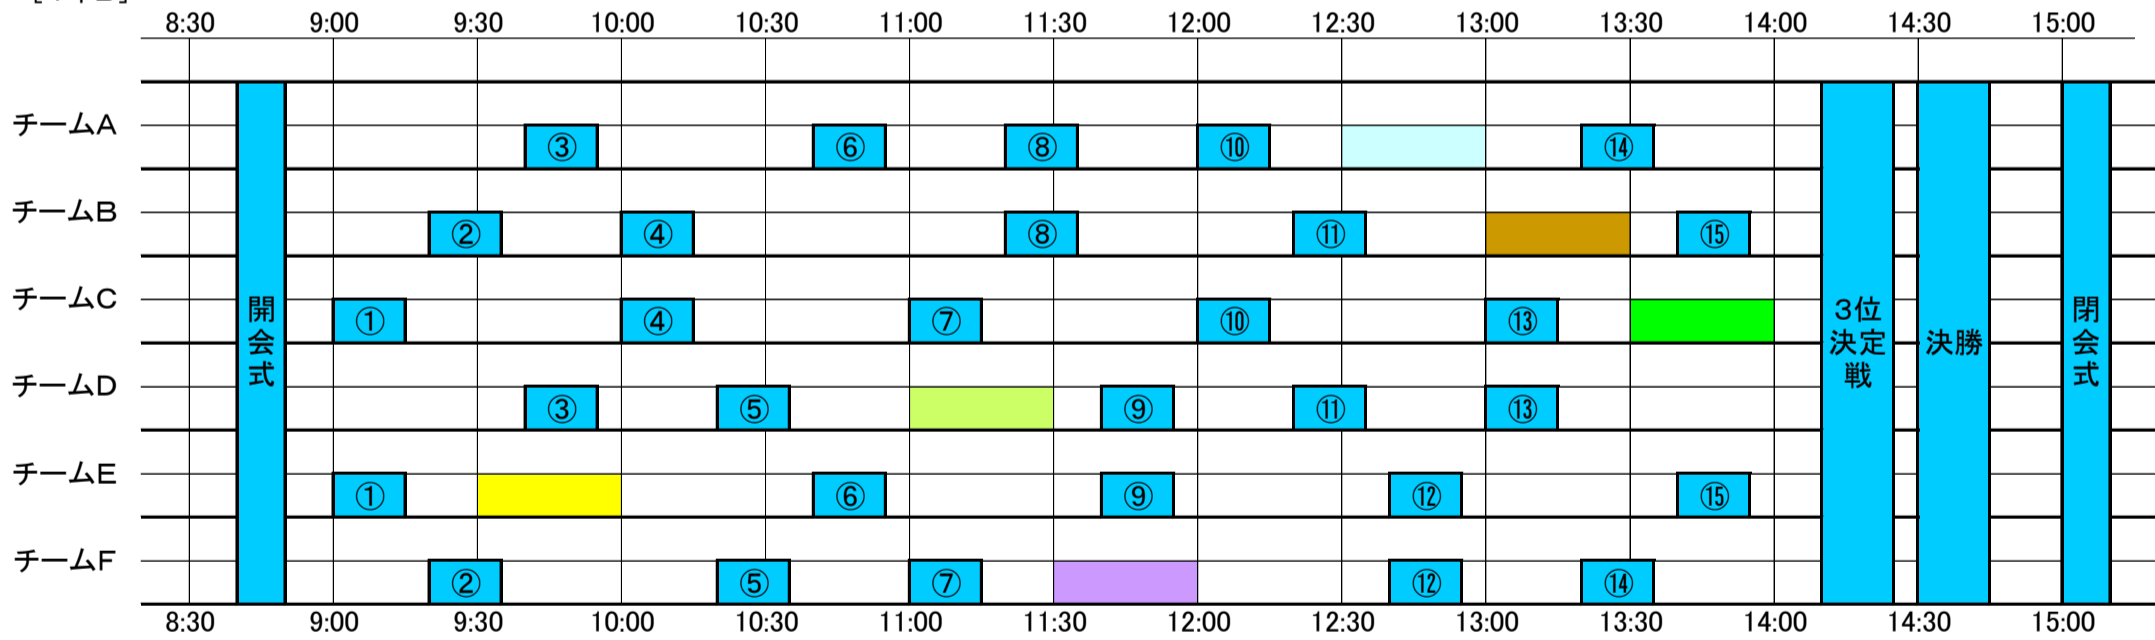 8:30 9:00 9:30 10:00 10:30 11:00 11:30 12:00 12:30 13:00 13:30 14:00 14:30 15:00
チームA ③ ⑥ ⑧ ⑩ ⑭
チームB ② ④ ⑧ ⑪ ⑮
チームC ① ④ ⑦ ⑩ ⑬
チームD ③ ⑤ ⑨ ⑪ ⑬
チームE ① ⑥ ⑨ ⑫ ⑮
チームF ② ⑤ ⑦ ⑫ ⑭
開会式
3位
決定
戦
決勝
閉会式
8:30 9:00 9:30 10:00 10:30 11:00 11:30 12:00 12:30 13:00 13:30 14:00 14:30 15:00